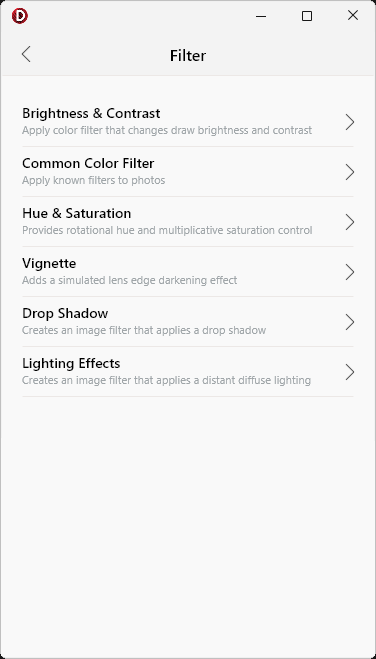 D
Filter
Brightness & Contrast
Apply color filter that changes draw brightness and contrast
Common Color Filter
Apply known filters to photos
Hue & Saturation
Provides rotational hue and multiplicative saturation control
Vignette
Adds a simulated lens edge darkening effect
Drop Shadow
Creates an image filter that applies a drop shadow
Lighting Effects
Creates an image filter that applies a distant diffuse lighting